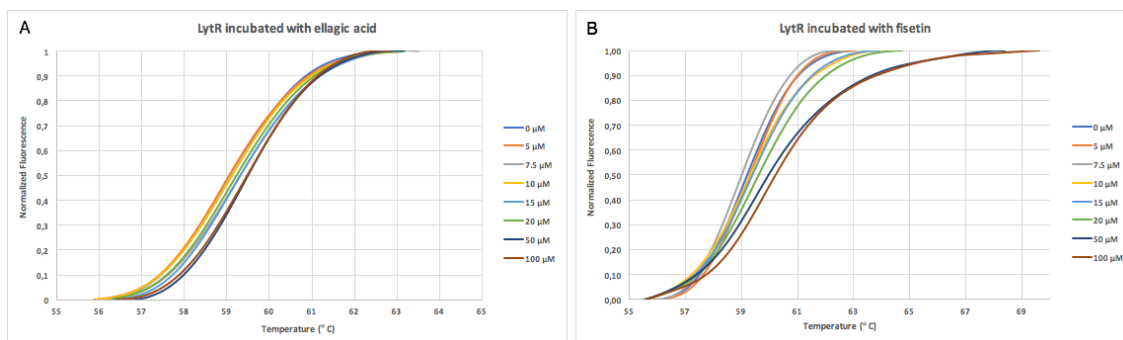 A
LytR incubated with ellagic acid
Normalized Fluorescence
1
0,9
0,8
0,7
0,6
0,5
0,4
0,3
0,2
0,1
0
55 56 57 58 59 60 61 62 63 64 65
Temperature (° C)
0 µM
5 µM
7.5 µM
10 µM
15 µM
20 µM
50 µM
100 µM
B
LytR incubated with fisetin
Normalized Fluorescence
1,00
0,90
0,80
0,70
0,60
0,50
0,40
0,30
0,20
0,10
0,00
55 57 59 61 63 65 67 69
Temperature (° C)
0 µM
5 µM
7.5 µM
10 µM
15 µM
20 µM
50 µM
100 µM